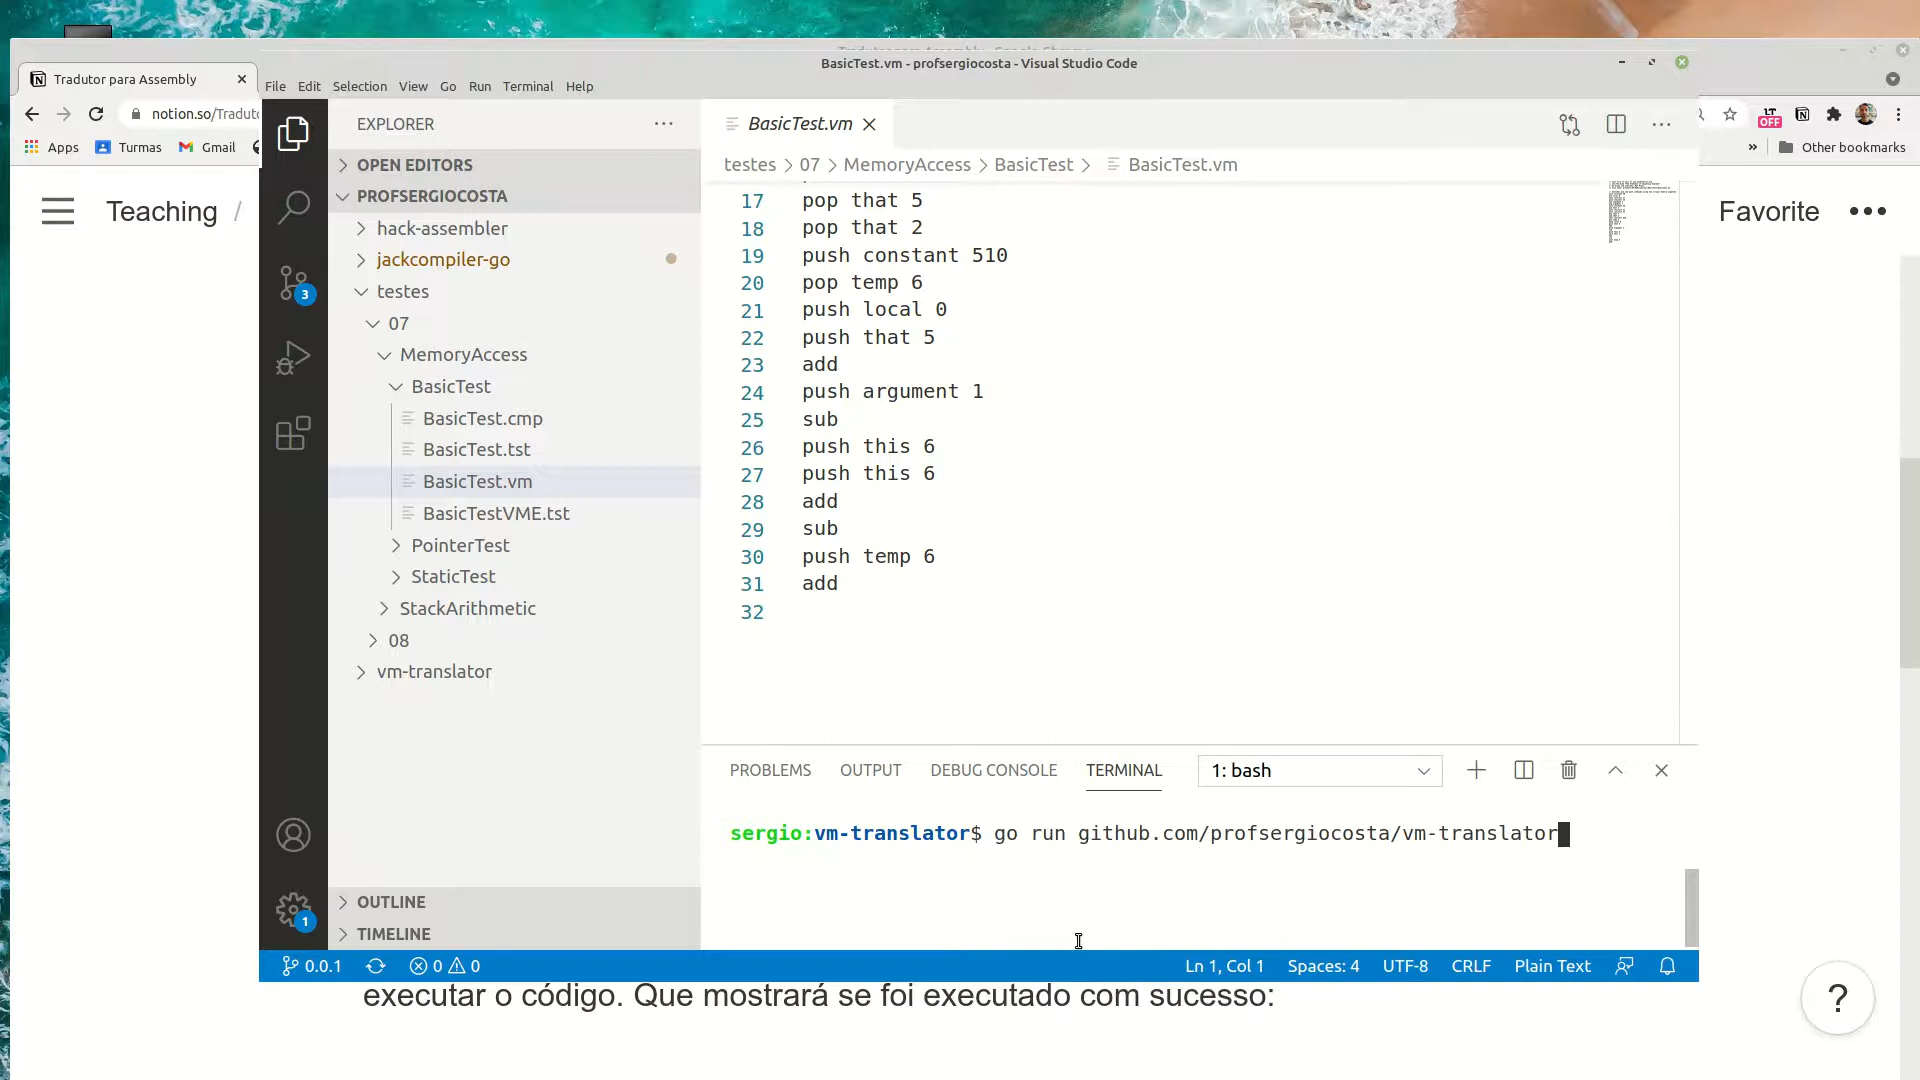 BasicTest.vm - profsergiocosta - Visual Studio Code
Tradutor para Assembly
File Edit Selection View Go Run Terminal Help
notion.so/Traduto
Apps Turmas Gmail
Other bookmarks
OFF
Teaching /
Favorite
EXPLORER
OPEN EDITORS
PROFSERGIOCOSTA
hack-assembler
jackcompiler-go
testes
07
MemoryAccess
BasicTest
BasicTest.cmp
BasicTest.tst
BasicTest.vm
BasicTestVME.tst
PointerTest
StaticTest
StackArithmetic
08
vm-translator
OUTLINE
TIMELINE
3
1
BasicTest.vm
testes > 07 > MemoryAccess > BasicTest > BasicTest.vm
17 pop that 5
18 pop that 2
19 push constant 510
20 pop temp 6
21 push local 0
22 push that 5
23 add
24 push argument 1
25 sub
26 push this 6
27 push this 6
28 add
29 sub
30 push temp 6
31 add
32
PROBLEMS OUTPUT DEBUG CONSOLE TERMINAL 1: bash
sergio:vm-translator$ go run github.com/profsergiocosta/vm-translator
0.0.1 0 0 Ln 1, Col 1 Spaces: 4 UTF-8 CRLF Plain Text
executar o código. Que mostrará se foi executado com sucesso:
?